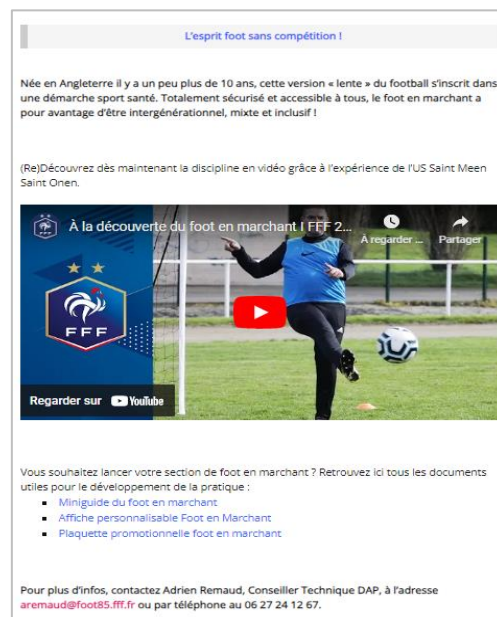 L'esprit foot sans compétition !
Née en Angleterre il y a un peu plus de 10 ans, cette version « lente » du football s'inscrit dans
une démarche sport santé. Totalement sécurisé et accessible à tous, le foot en marchant a
pour avantage d'être intergénérationnel, mixte et inclusif !
(Re)Découvrez dès maintenant la discipline en vidéo grâce à l'expérience de l'US Saint Meen
Saint Onen.
À la découverte du foot en marchant I FFF 2...
À regarder ...
Partager
FFF
Regarder sur YouTube
Vous souhaitez lancer votre section de foot en marchant ? Retrouvez ici tous les documents
utiles pour le développement de la pratique :
Miniguide du foot en marchant
Affiche personnalisable Foot en Marchant
Plaquette promotionnelle foot en marchant
Pour plus d'infos, contactez Adrien Remaud, Conseiller Technique DAP, à l'adresse
aremaud@foot85.fff.fr ou par téléphone au 06 27 24 12 67.